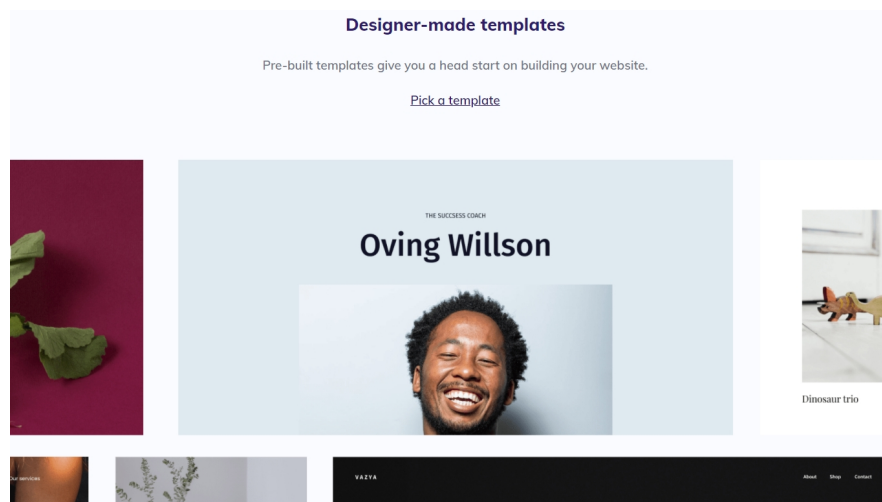 Designer-made templates
Pre-built templates give you a head start on building your website.
Pick a template
THE SUCCSESS COACH
Oving Willson
Dinosaur trio
Our services
VAZYA
About Shop Contact